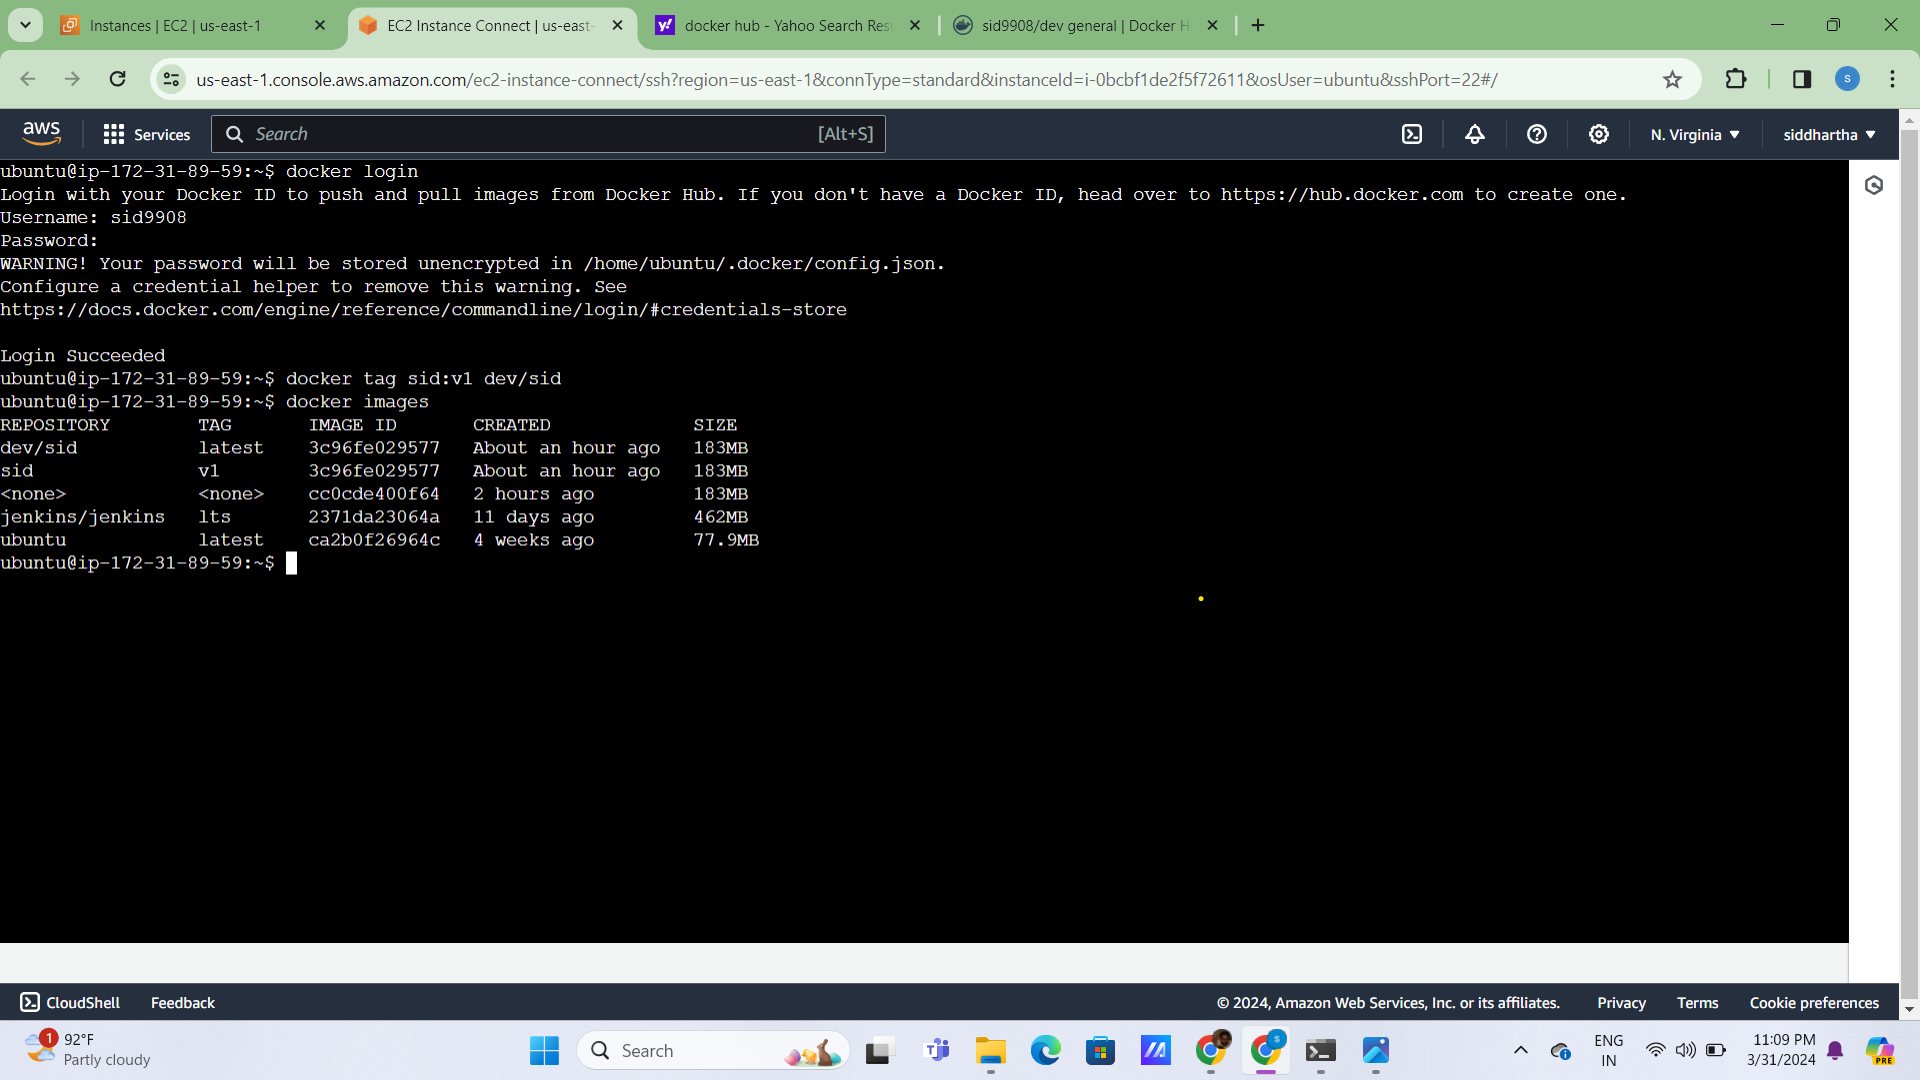 Instances | EC2 | us-east-1
EC2 Instance Connect | us-east-
docker hub - Yahoo Search Res
sid9908/dev general | Docker H
us-east-1.console.aws.amazon.com/ec2-instance-connect/ssh?region=us-east-1&connType=standard&instanceId=i-0bcbf1de2f5f72611&osUser=ubuntu&sshPort=22#/
S
aws
Services
Search
[Alt+S]
N. Virginia
siddhartha
ubuntu@ip-172-31-89-59:~$ docker login
Login with your Docker ID to push and pull images from Docker Hub. If you don't have a Docker ID, head over to https://hub.docker.com to create one.
Username: sid9908
Password:
WARNING! Your password will be stored unencrypted in /home/ubuntu/.docker/config.json.
Configure a credential helper to remove this warning. See
https://docs.docker.com/engine/reference/commandline/login/#credentials-store
Login Succeeded
ubuntu@ip-172-31-89-59:~$ docker tag sid:v1 dev/sid
ubuntu@ip-172-31-89-59:~$ docker images
REPOSITORY TAG IMAGE ID CREATED SIZE
dev/sid latest 3c96fe029577 About an hour ago 183MB
sid v1 3c96fe029577 About an hour ago 183MB
<none> <none> cc0cde400f64 2 hours ago 183MB
jenkins/jenkins lts 2371da23064a 11 days ago 462MB
ubuntu latest ca2b0f26964c 4 weeks ago 77.9MB
ubuntu@ip-172-31-89-59:~$
CloudShell
Feedback
© 2024, Amazon Web Services, Inc. or its affiliates.
Privacy
Terms
Cookie preferences
1
92°F
Partly cloudy
Search
ENG
IN
11:09 PM
3/31/2024
PRE